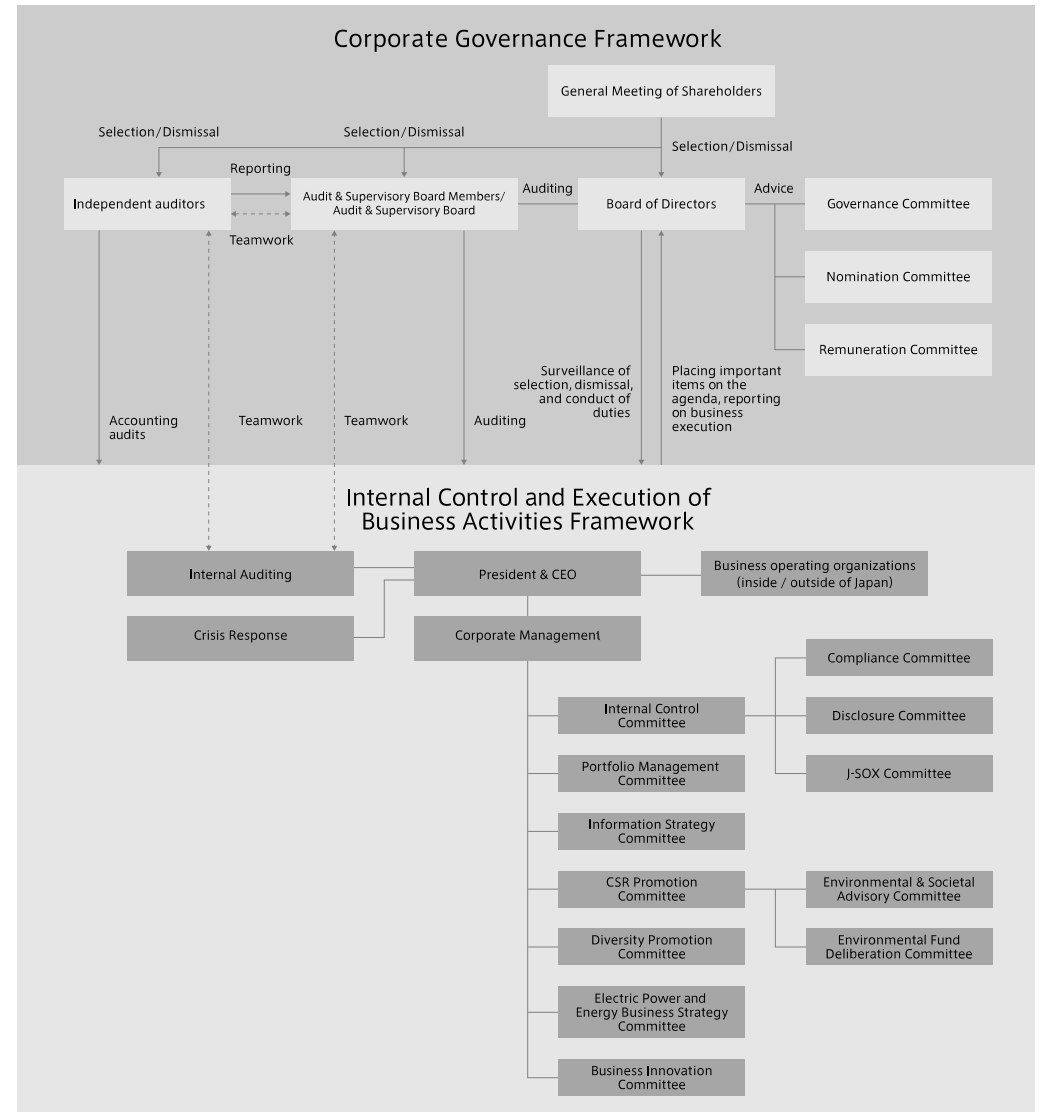 Corporate Governance Framework
General Meeting of Shareholders
Selection/Dismissal
Selection/Dismissal
Selection/Dismissal
Reporting
Independent auditors
Audit & Supervisory Board Members/
Audit & Supervisory Board
Auditing
Board of Directors
Advice
Governance Committee
Teamwork
Nomination Committee
Remuneration Committee
Accounting
audits
Teamwork
Teamwork
Auditing
Surveillance of
selection, dismissal,
and conduct of
duties
Placing important
items on the
agenda, reporting
on business
execution
Internal Control and Execution of
Business Activities Framework
Internal Auditing
President & CEO
Business operating organizations
(inside / outside of Japan)
Crisis Response
Corporate Management
Internal Control
Committee
Compliance Committee
Disclosure Committee
J-SOX Committee
Portfolio Management
Committee
Information Strategy
Committee
CSR Promotion
Committee
Environmental & Societal
Advisory Committee
Environmental Fund
Deliberation Committee
Diversity Promotion
Committee
Electric Power and
Energy Business Strategy
Committee
Business Innovation
Committee